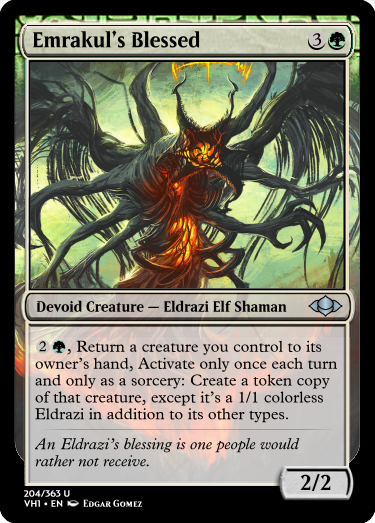 Emrakul's Blessed 3
Devoid Creature — Eldrazi Elf Shaman
2 , Return a creature you control to its
owner's hand, Activate only once each turn
and only as a sorcery: Create a token copy
of that creature, except it's a 1/1 colorless
Eldrazi in addition to its other types.
An Eldrazi's blessing is one people would
rather not receive.
2/2
204/363 U
VH1 • EN Edgar Gomez